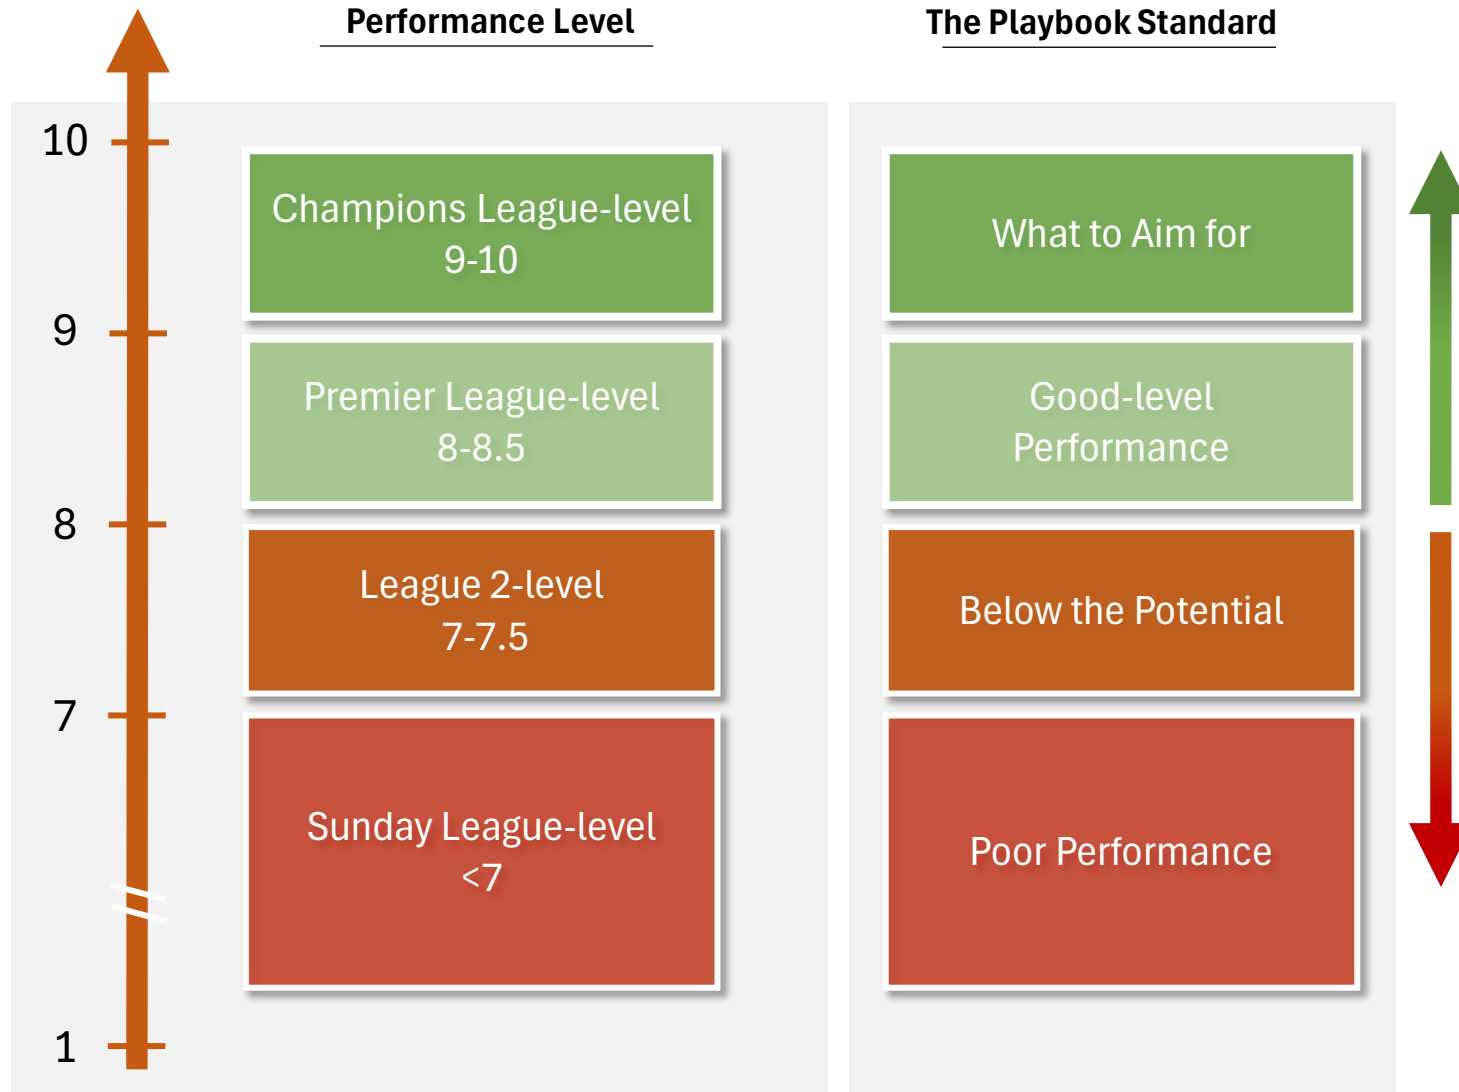 Performance Level
The Playbook Standard
10
Champions League-level
9-10
What to Aim for
9
Premier League-level
8-8.5
Good-level
Performance
8
League 2-level
7-7.5
Below the Potential
7
Sunday League-level
<7
Poor Performance
1